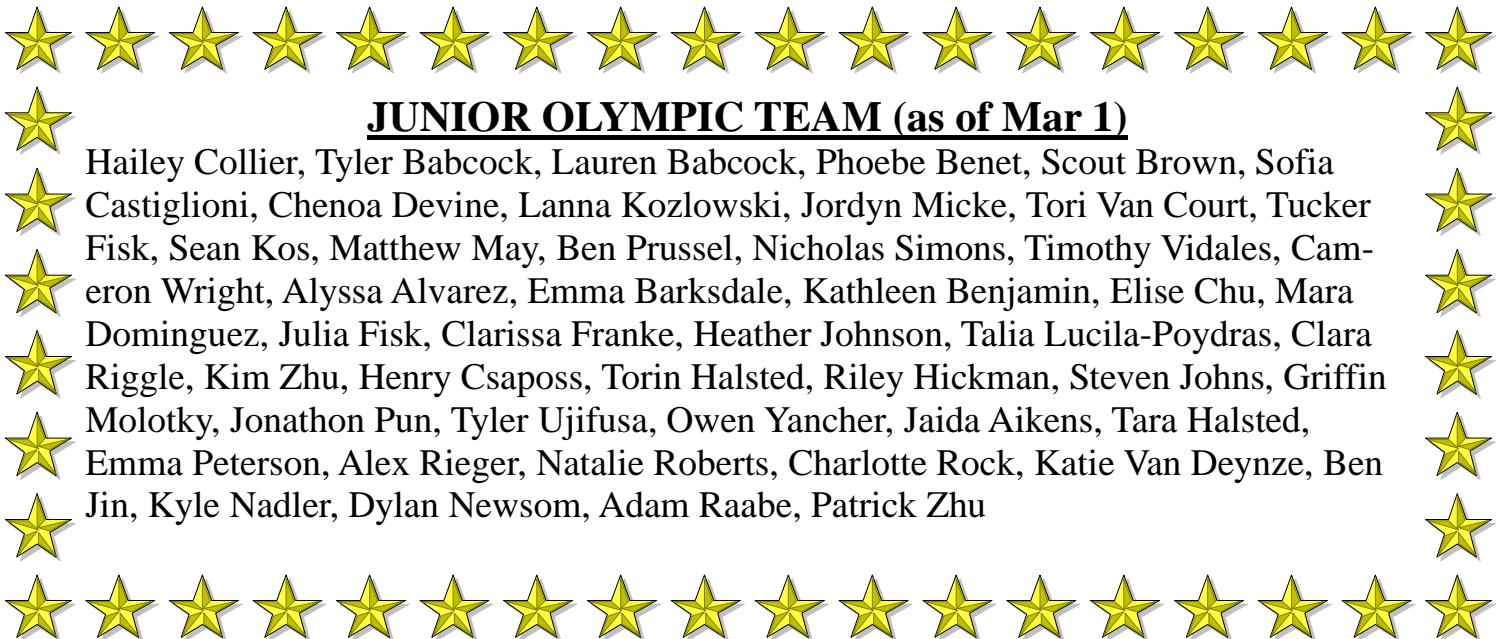 JUNIOR OLYMPIC TEAM (as of Mar 1)
Hailey Collier, Tyler Babcock, Lauren Babcock, Phoebe Benet, Scout Brown, Sofia
Castiglioni, Chenoa Devine, Lanna Kozlowski, Jordyn Micke, Tori Van Court, Tucker
Fisk, Sean Kos, Matthew May, Ben Prussel, Nicholas Simons, Timothy Vidales, Cam-
eron Wright, Alyssa Alvarez, Emma Barksdale, Kathleen Benjamin, Elise Chu, Mara
Dominguez, Julia Fisk, Clarissa Franke, Heather Johnson, Talia Lucila-Poydras, Clara
Riggle, Kim Zhu, Henry Csaposs, Torin Halsted, Riley Hickman, Steven Johns, Griffin
Molotky, Jonathon Pun, Tyler Ujifusa, Owen Yancher, Jaida Aikens, Tara Halsted,
Emma Peterson, Alex Rieger, Natalie Roberts, Charlotte Rock, Katie Van Deynze, Ben
Jin, Kyle Nadler, Dylan Newsom, Adam Raabe, Patrick Zhu